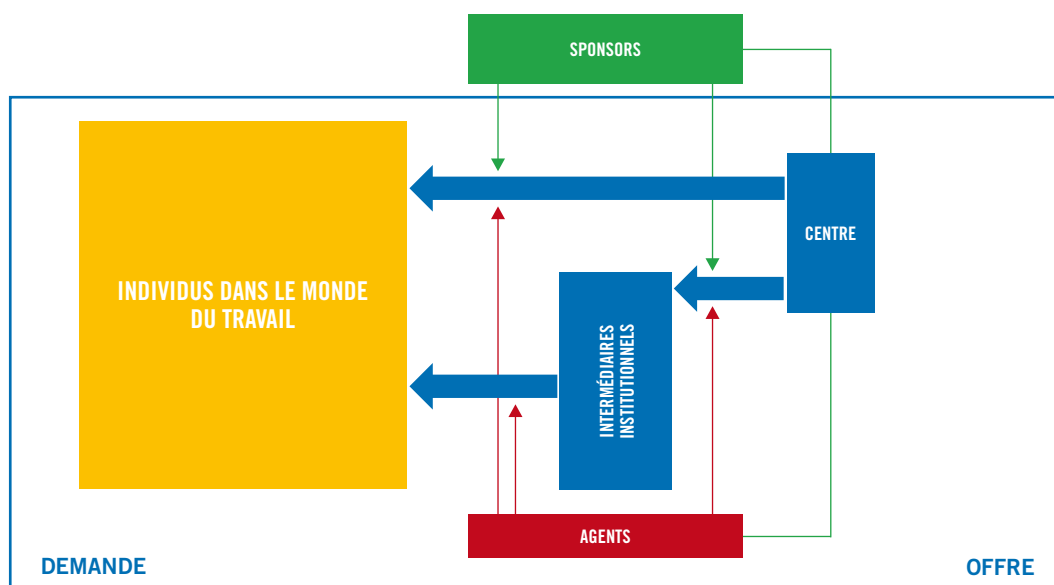 SPONSORS
CENTRE
INDIVIDUS DANS LE MONDE
DU TRAVAIL
INTERMÉDIAIRES
INSTITUTIONNELS
AGENTS
DEMANDE
OFFRE